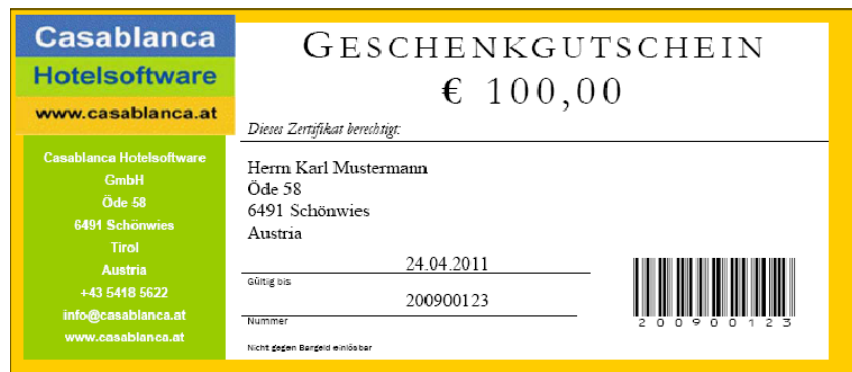 Casablanca
Hotelsoftware
www.casablanca.at
Casablanca Hotelsoftware
GmbH
Öde 58
6491 Schönwies
Tirol
Austria
+43 5418 5622
info@casablanca.at
www.casablanca.at
GESCHENKGUTSCHEIN
€ 100,00
Dieses Zertifikat berechtigt:
Herrn Karl Mustermann
Öde 58
6491 Schönwies
Austria
24.04.2011
Gültig bis
200900123
Nummer
Nicht gegen Bargeld einlösbar
200900123